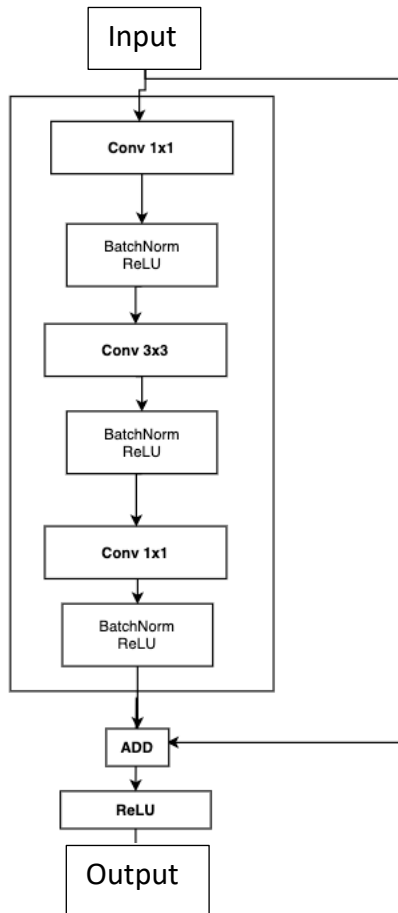 Input
Conv 1x1
BatchNorm
ReLU
Conv 3x3
BatchNorm
ReLU
Conv 1x1
BatchNorm
ReLU
ADD
ReLU
Output